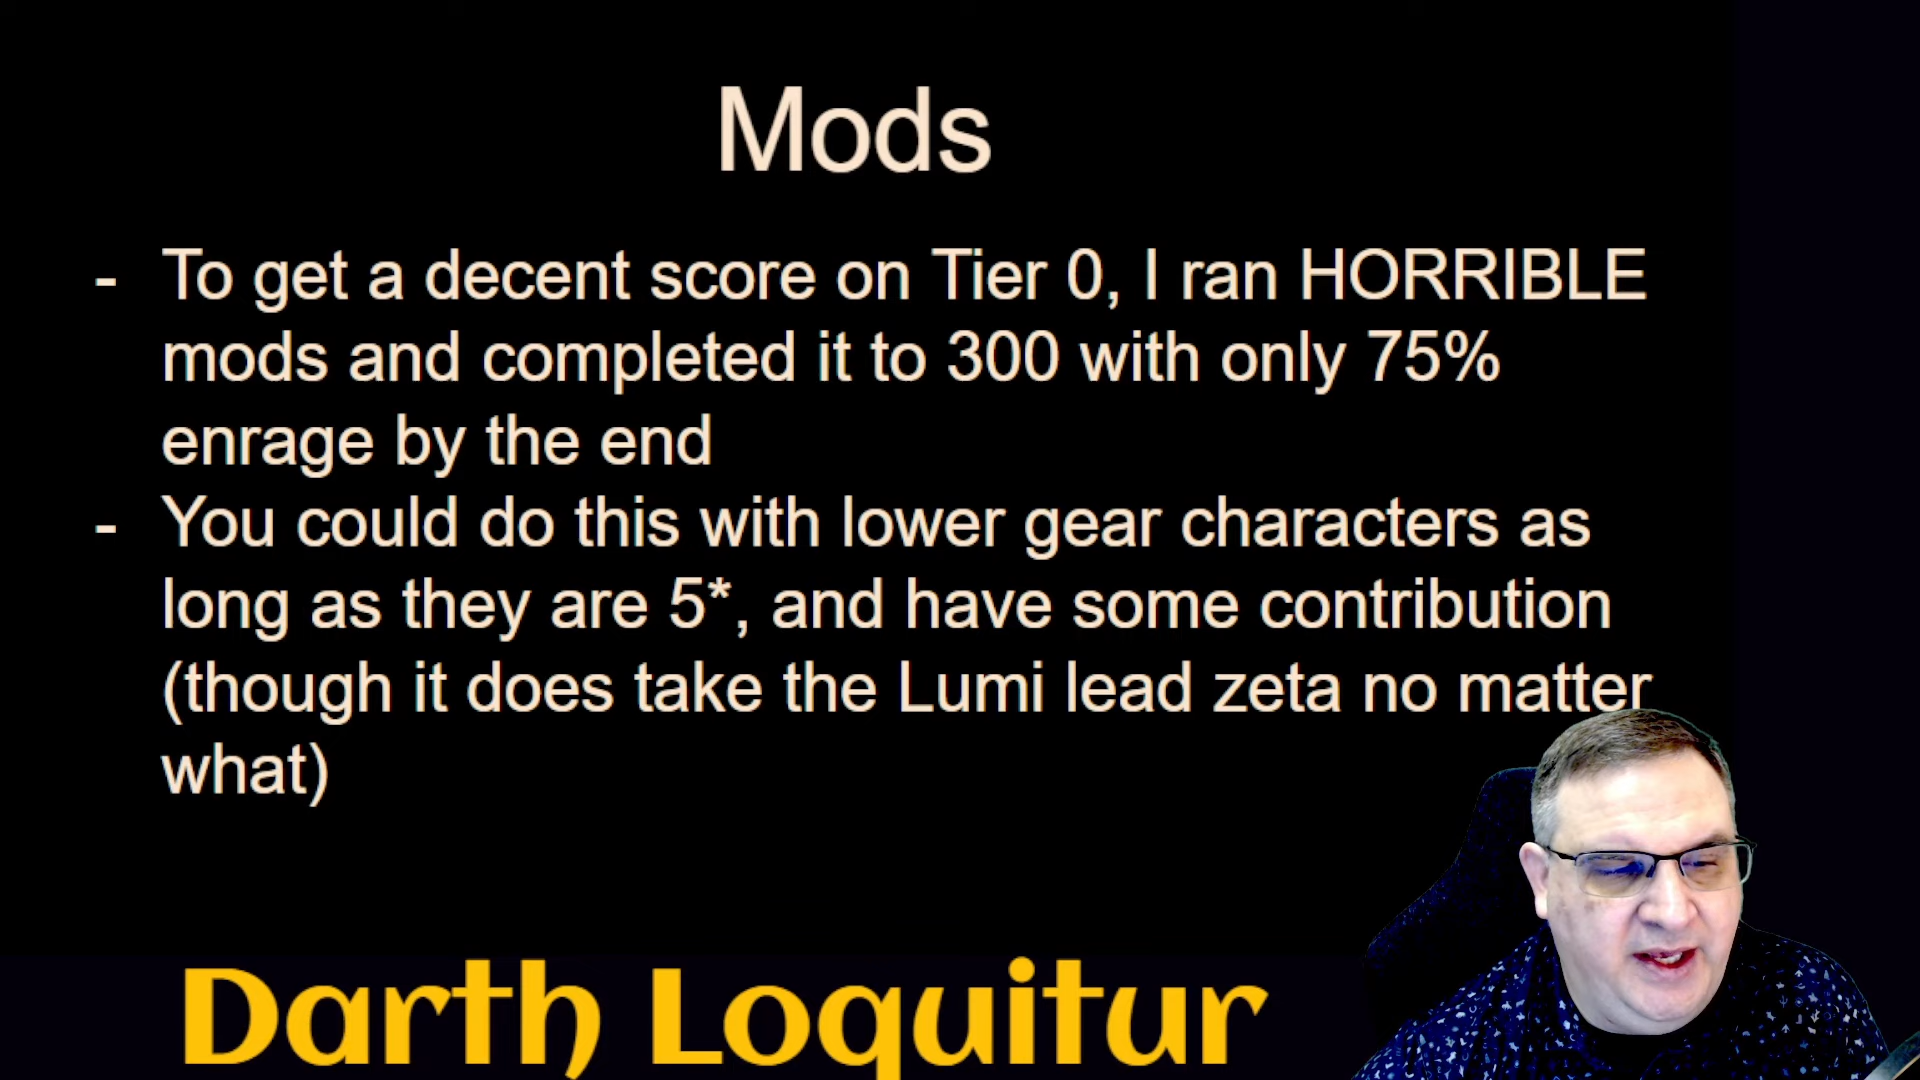 Mods
- To get a decent score on Tier 0, I ran HORRIBLE
mods and completed it to 300 with only 75%
enrage by the end
- You could do this with lower gear characters as
long as they are 5*, and have some contribution
(though it does take the Lumi lead zeta no matter
what)
Darth Loquitur